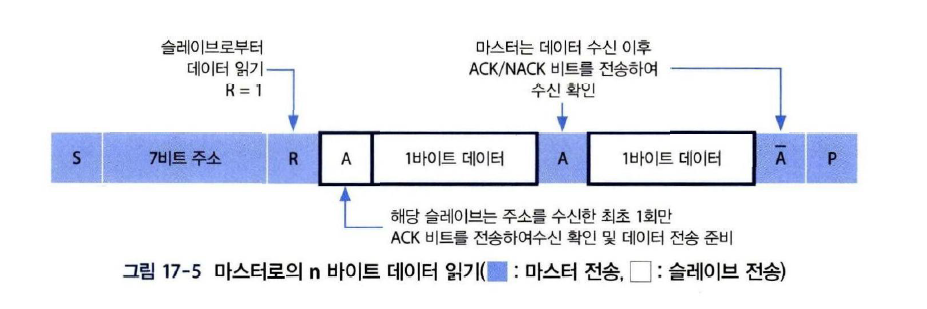 슬레이브로부터
데이터 읽기
R = 1
마스터는 데이터 수신 이후
ACK/NACK 비트를 전송하여
수신 확인
S 7비트 주소 R A 1바이트 데이터 A 1바이트 데이터 A̅ P
해당 슬레이브는 주소를 수신한 최초 1회만
ACK 비트를 전송하여수신 확인 및 데이터 전송 준비
그림 17-5 마스터로의 n 바이트 데이터 읽기( : 마스터 전송, : 슬레이브 전송)